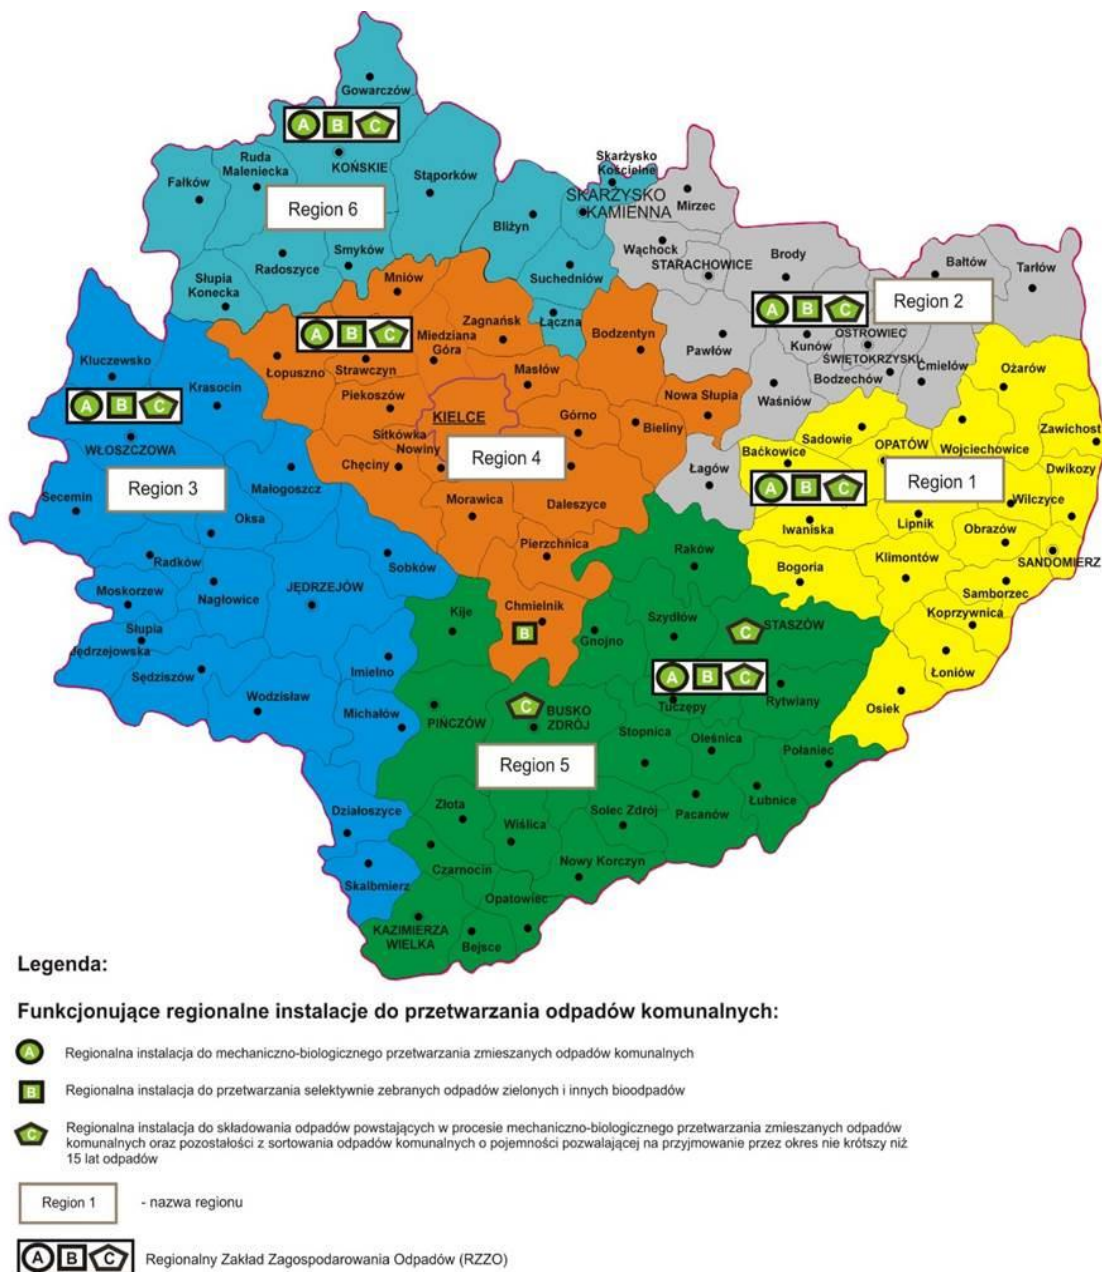 Gowarczów
A B C
KOŃSKIE
Ruda
Maleniecka
Fałków
Stąporków
Region 6
Skarżysko
Kościelne
SKARŻYSKO
KAMIENNA
Bliżyn
Mirzec
Wąchock
STARACHOWICE
Brody
Bałtów
Tarłów
Radoszyce
Smyków
Słupia
Konecka
Suchedniów
Łączna
Mniów
Region 2
A B C
Kunów
OSTROWIEC
ŚWIĘTOKRZYSKI
Bodzechów
Ćmielów
Pawłów
Waśniów
A B C
Zagnańsk
Miedziana
Góra
Bodzentyn
Łopuszno
Strawczyn
Masłów
Piekoszów
KIELCE
Górno
Nowa Słupia
Bieliny
Sitkówka
Nowiny
Chęciny
Region 4
Łagów
Morawica
Daleszyce
Pierzchnica
Chmielnik
B
Kluczewsko
Krasocin
A B C
WŁOSZCZOWA
Region 3
Małogoszcz
Secemin
Oksa
Radków
Sobków
Moskorzew
Nagłowice
JĘDRZEJÓW
Słupia
Jędrzejowska
Sędziszów
Imielno
Wodzisław
Michałów
Działoszyce
Skalbmierz
Ożarów
Sadowie
OPATÓW
Wojciechowice
Zawichost
Baćkowice
Dwikozy
A B C
Region 1
Wilczyce
Iwaniska
Lipnik
Obrazów
SANDOMIERZ
Bogoria
Klimontów
Samborzec
Koprzywnica
Łoniów
Osiek
Raków
Kije
Szydłów
Gnojno
C
STASZÓW
A B C
Tuczępy
Rytwiany
PIŃCZÓW
C
BUSKO
ZDRÓJ
Stopnica
Oleśnica
Połaniec
Region 5
Łubnice
Pacanów
Solec Zdrój
Złota
Wiślica
Czarnocin
Nowy Korczyn
Opatowiec
KAZIMIERZA
WIELKA
Bejsce
Legenda:
Funkcjonujące regionalne instalacje do przetwarzania odpadów komunalnych:
A Regionalna instalacja do mechaniczno-biologicznego przetwarzania zmieszanych odpadów komunalnych
B Regionalna instalacja do przetwarzania selektywnie zebranych odpadów zielonych i innych bioodpadów
C Regionalna instalacja do składowania odpadów powstających w procesie mechaniczno-biologicznego przetwarzania zmieszanych odpadów
komunalnych oraz pozostałości z sortowania odpadów komunalnych o pojemności pozwalającej na przyjmowanie przez okres nie krótszy niż
15 lat odpadów
Region 1 - nazwa regionu
A B C Regionalny Zakład Zagospodarowania Odpadów (RZZO)